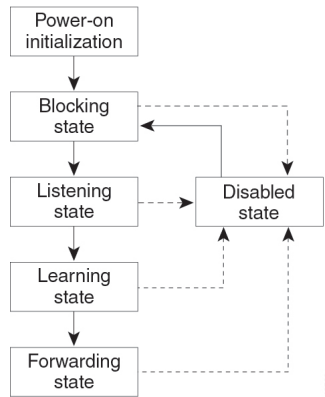 Power-on
initialization
Blocking
state
Listening
state
Disabled
state
Learning
state
Forwarding
state